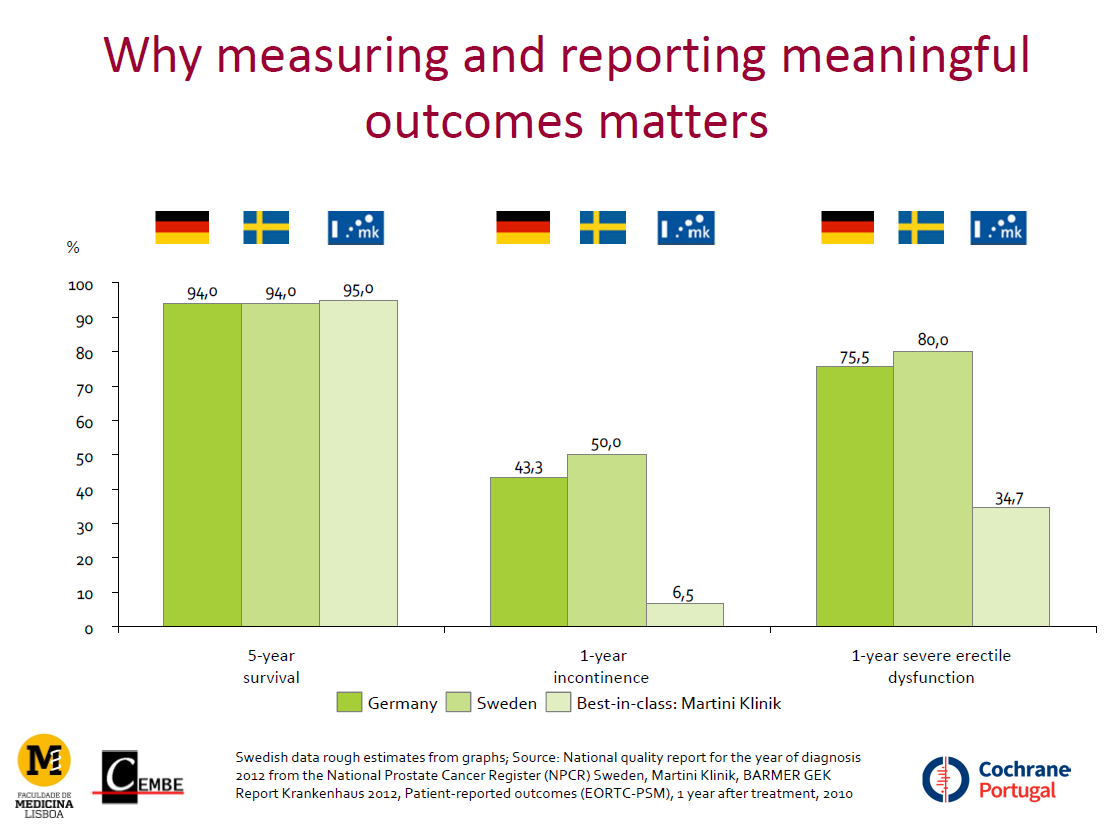 Why measuring and reporting meaningful
outcomes matters
mk
mk
mk
%
100
90
80
70
60
50
40
30
20
10
0
94,0
94,0
95,0
43,3
50,0
6,5
75,5
80,0
34,7
5-year
survival
1-year
incontinence
1-year severe erectile
dysfunction
Germany
Sweden
Best-in-class: Martini Klinik
Swedish data rough estimates from graphs; Source: National quality report for the year of diagnosis
2012 from the National Prostate Cancer Register (NPCR) Sweden, Martini Klinik, BARMER GEK
Report Krankenhaus 2012, Patient-reported outcomes (EORTC-PSM), 1 year after treatment, 2010
M
FACULDADE DE
MEDICINA
LISBOA
CEMBE
Cochrane
Portugal